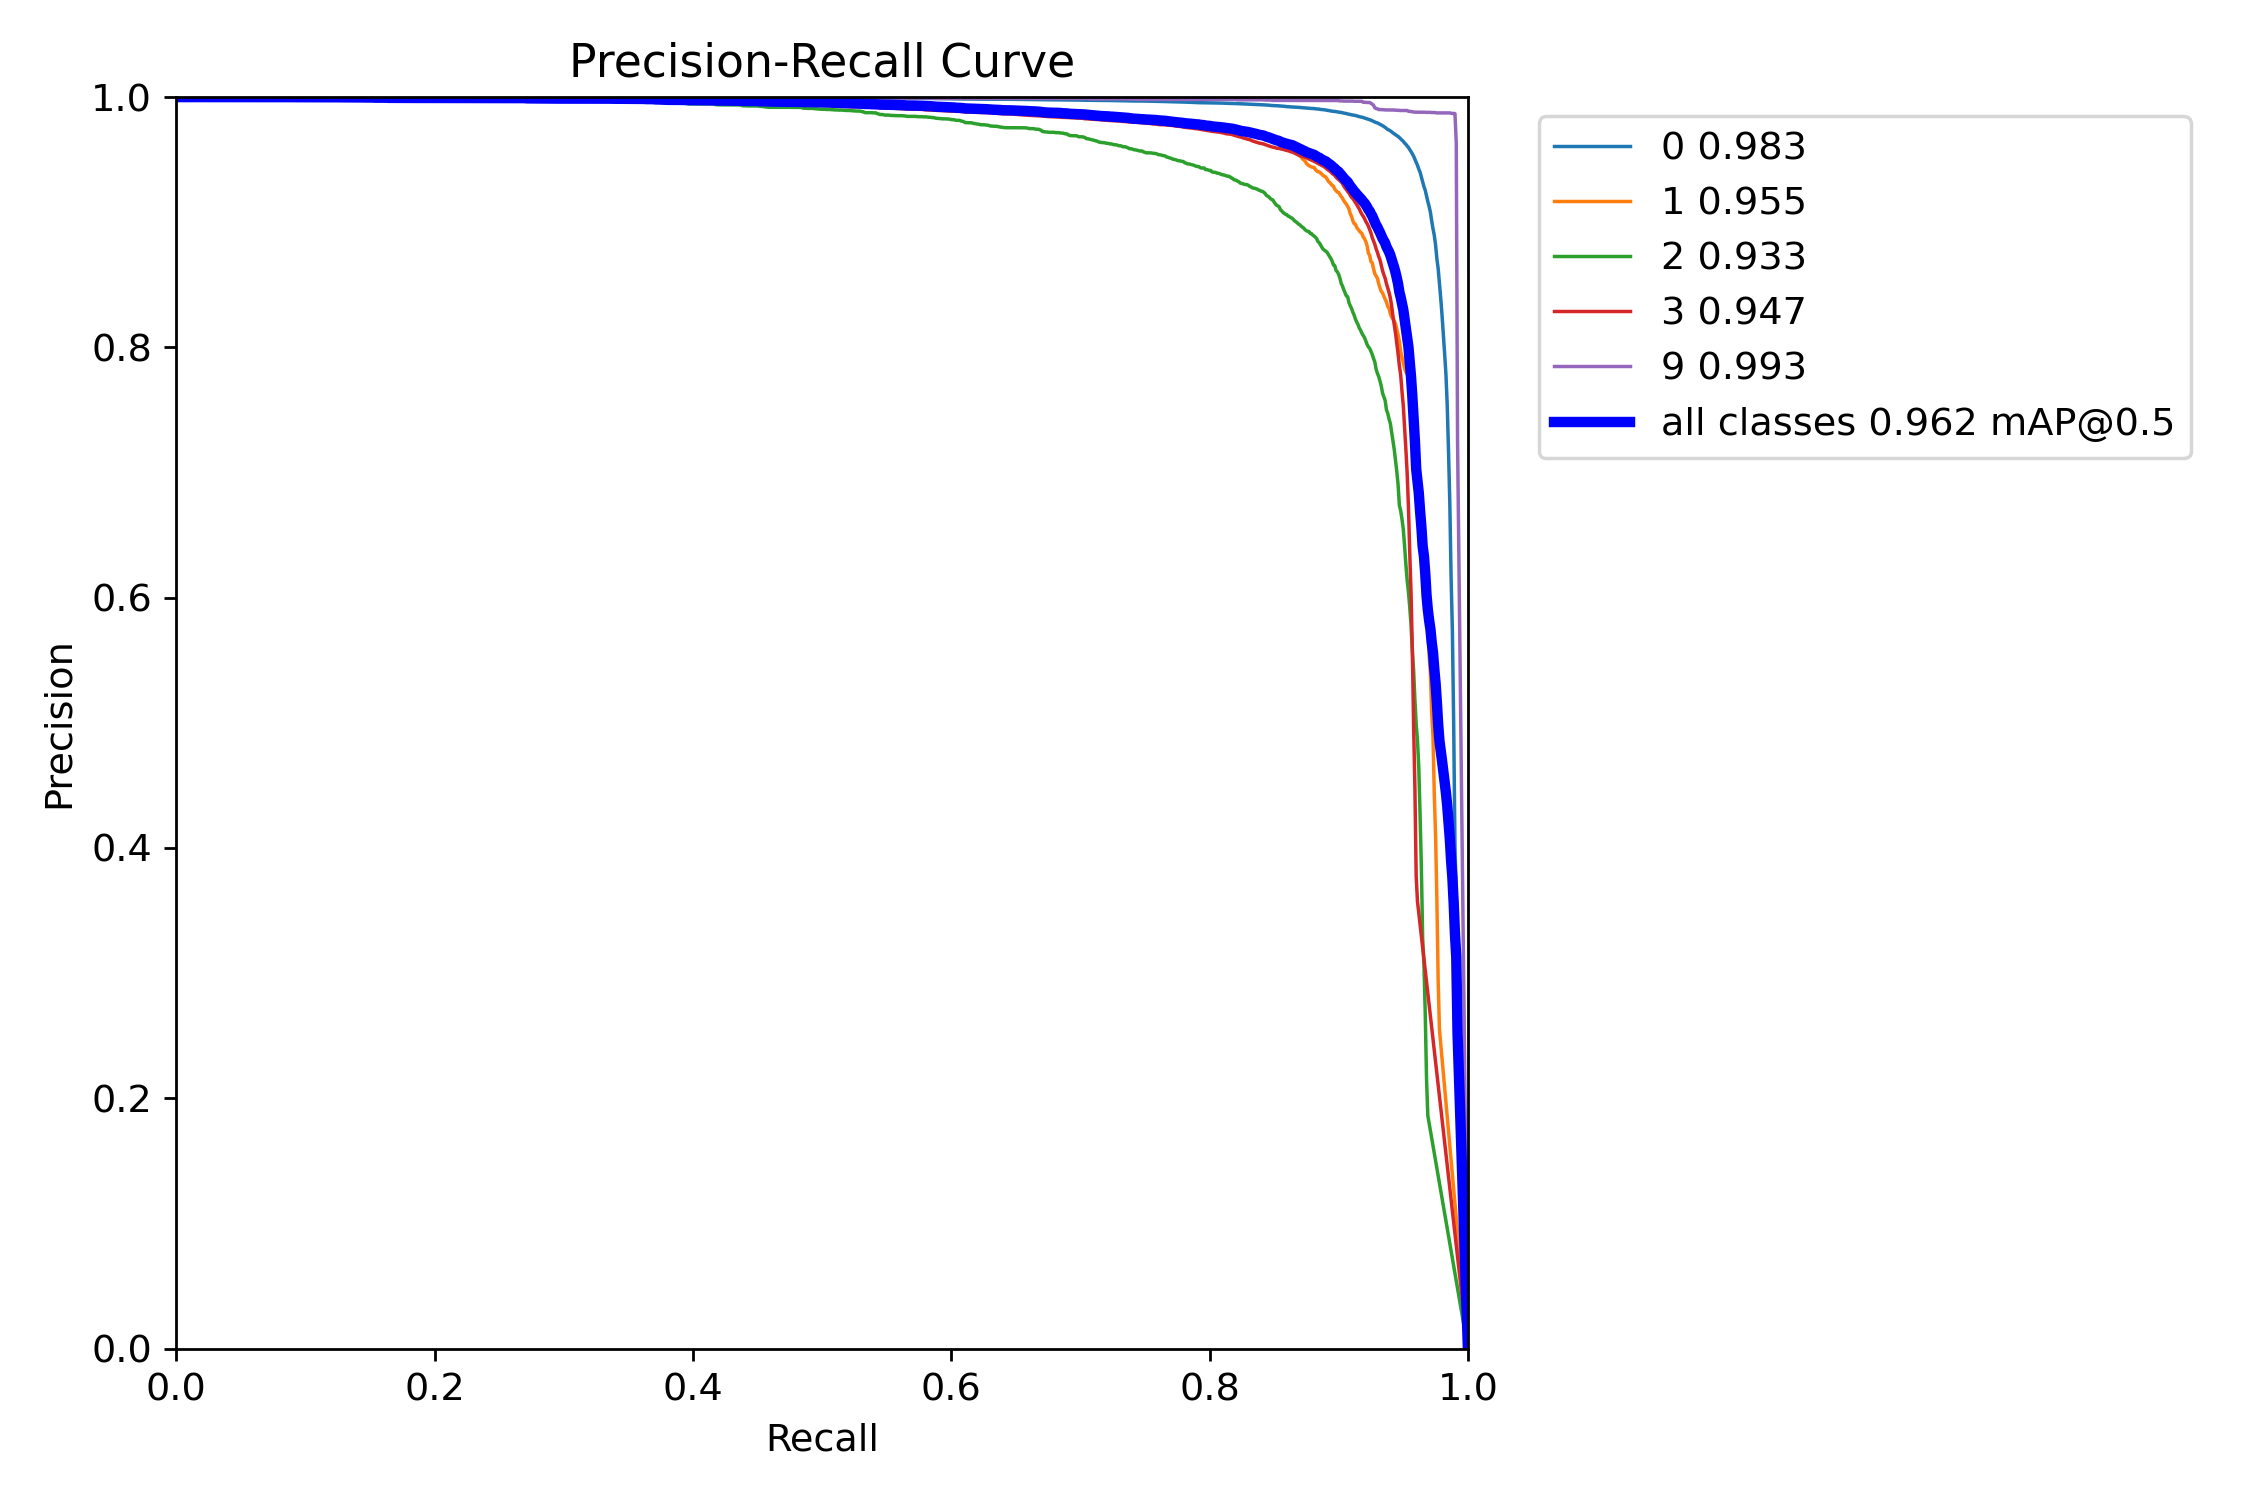 Precision-Recall Curve
1.0
0.8
0.6
0.4
0.2
0.0
Precision
0.0 0.2 0.4 0.6 0.8 1.0
Recall
0 0.983
1 0.955
2 0.933
3 0.947
9 0.993
all classes 0.962 mAP@0.5